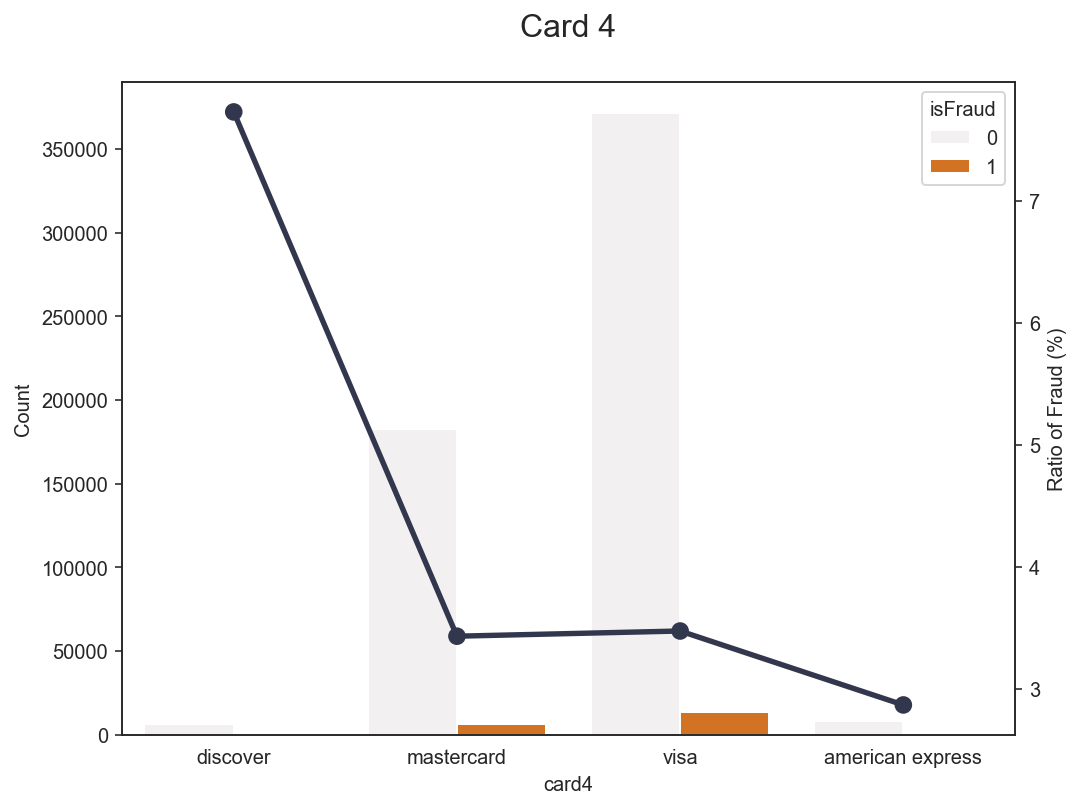 Card 4
isFraud
0
1
350000
300000
250000
200000
150000
100000
50000
0
Count
7
6
5
4
3
Ratio of Fraud (%)
discover
mastercard
visa
american express
card4